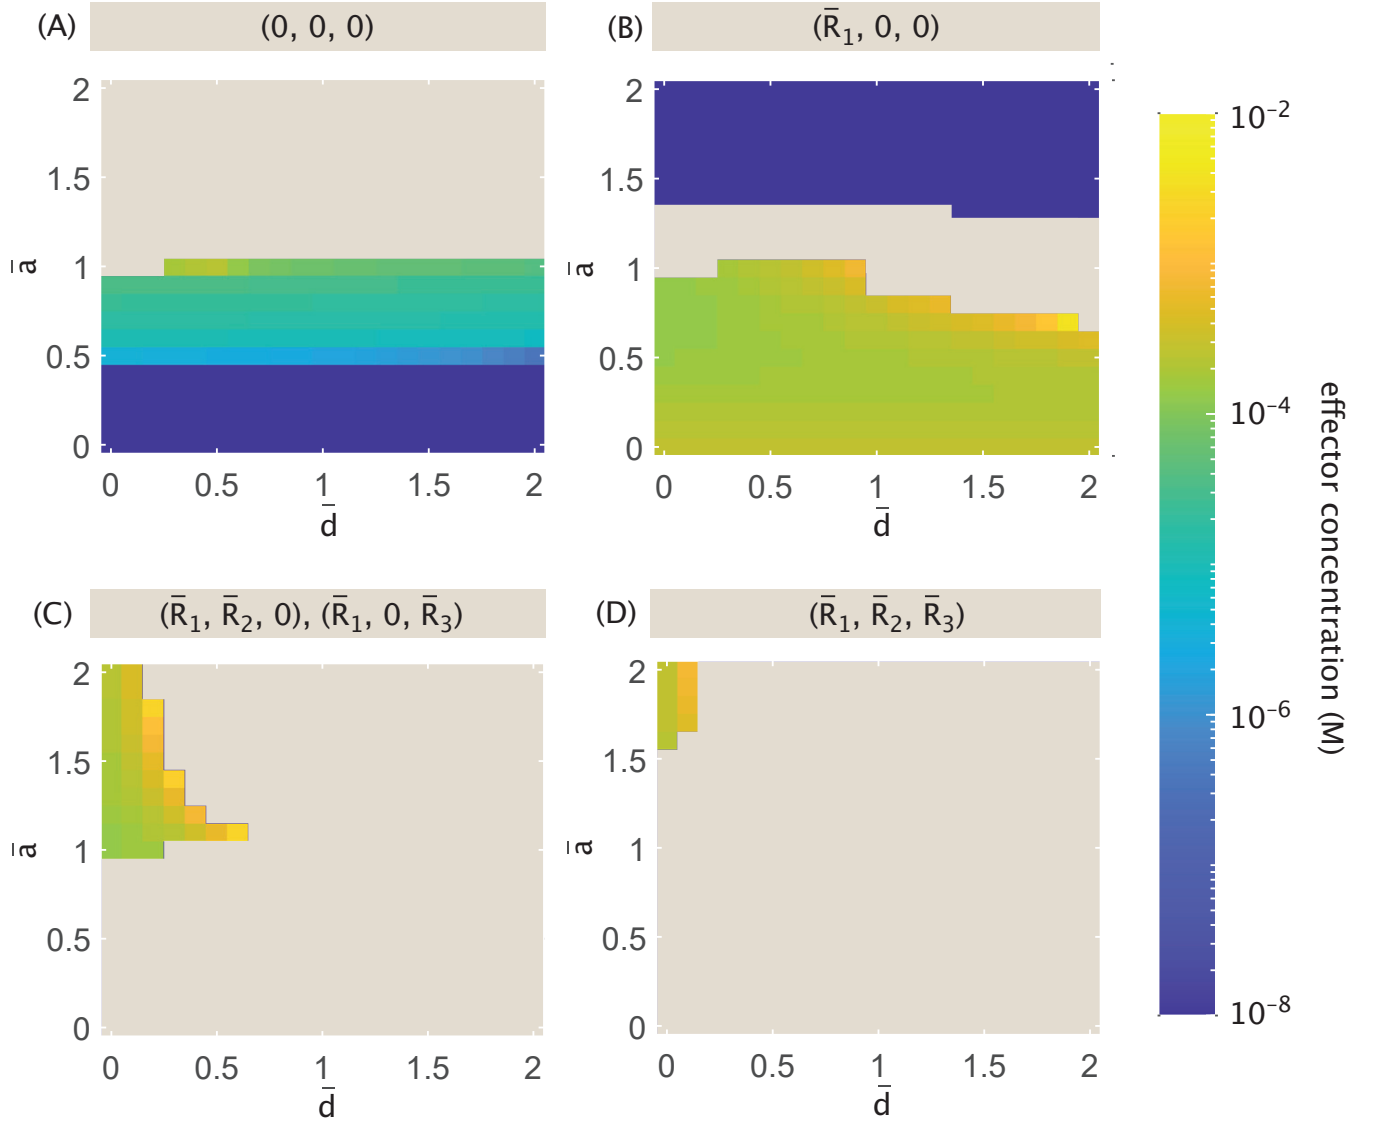 (A) (0, 0, 0)
2
1.5
1
0.5
0
a̅
0 0.5 1 1.5 2
d̅
(B) (R̅₁, 0, 0)
2
1.5
1
0.5
0
a̅
0 0.5 1 1.5 2
d̅
(C) (R̅₁, R̅₂, 0), (R̅₁, 0, R̅₃)
2
1.5
1
0.5
0
a̅
0 0.5 1 1.5 2
d̅
(D) (R̅₁, R̅₂, R̅₃)
2
1.5
1
0.5
0
a̅
0 0.5 1 1.5 2
d̅
10⁻²
10⁻⁴
10⁻⁶
10⁻⁸
effector concentration (M)